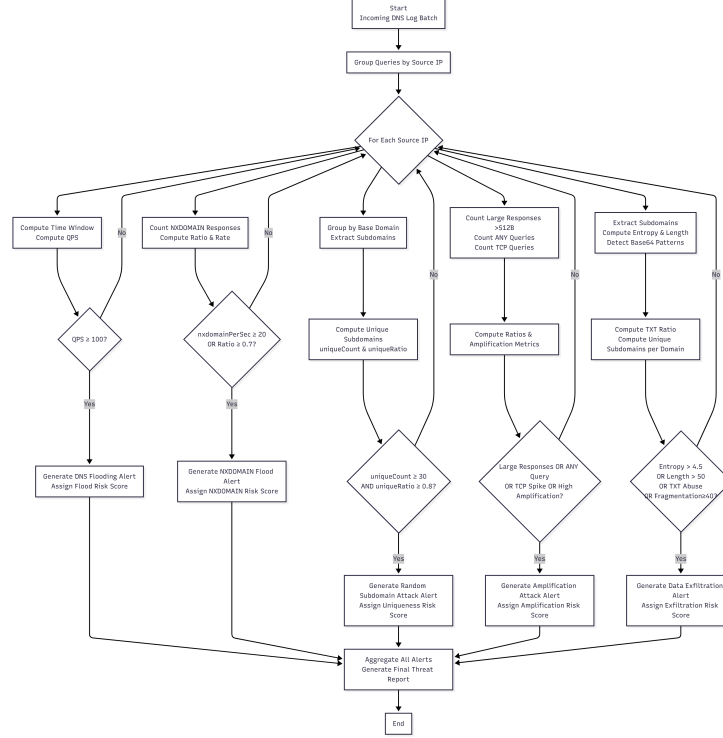 Start
Incoming DNS Log Batch
Group Queries by Source IP
For Each Source IP
Compute Time Window
Compute QPS
No
Count NXDOMAIN Responses
Compute Ratio & Rate
No
Group by Base Domain
Extract Subdomains
No
Count Large Responses
>512B
Count ANY Queries
Count TCP Queries
No
Extract Subdomains
Compute Entropy & Length
Detect Base64 Patterns
No
QPS ≥ 100?
nxdomainPerSec ≥ 20
OR Ratio ≥ 0.7?
Compute Unique
Subdomains
uniqueCount & uniqueRatio
Compute Ratios &
Amplification Metrics
Compute TXT Ratio
Compute Unique
Subdomains per Domain
Yes
Yes
Generate DNS Flooding Alert
Assign Flood Risk Score
Generate NXDOMAIN Flood
Alert
Assign NXDOMAIN Risk Score
uniqueCount ≥ 30
AND uniqueRatio ≥ 0.8?
Large Responses OR ANY
Query
OR TCP Spike OR High
Amplification?
Entropy > 4.5
OR Length > 50
OR TXT Abuse
OR Fragmentation≥40?
Yes
Yes
Yes
Generate Random
Subdomain Attack Alert
Assign Uniqueness Risk
Score
Generate Amplification
Attack Alert
Assign Amplification Risk
Score
Generate Data Exfiltration
Alert
Assign Exfiltration Risk
Score
Aggregate All Alerts
Generate Final Threat
Report
End